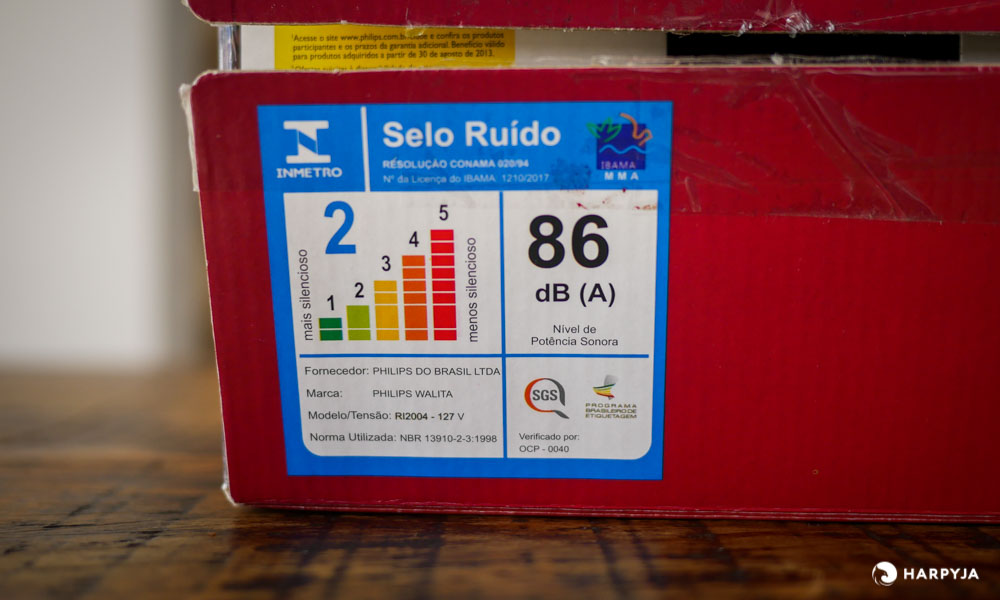 ¹Acesse o site www.philips.com.br/ e confira os produtos
participantes e os prazos da garantia adicional. Benefício válido
para produtos adquiridos a partir de 30 de agosto de 2013.
INMETRO
Selo Ruído
RESOLUÇÃO CONAMA 020/94
Nº da Licença do IBAMA: 1210/2017
IBAMA
MMA
2
mais silencioso
1
2
3
4
5
menos silencioso
86
dB (A)
Nível de
Potência Sonora
Fornecedor: PHILIPS DO BRASIL LTDA
Marca: PHILIPS WALITA
Modelo/Tensão: RI2004 - 127 V
Norma Utilizada: NBR 13910-2-3:1998
SGS
PROGRAMA
BRASILEIRO DE
ETIQUETAGEM
Verificado por:
OCP - 0040
HARPYJA